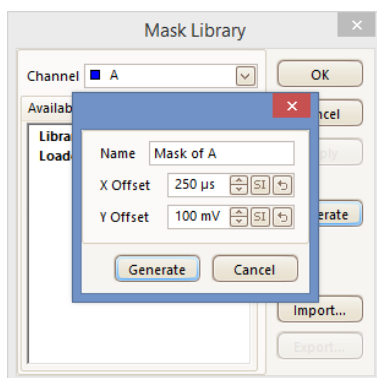 Mask Library
Channel A OK
Availab ncel
Libra
Load ply
Name Mask of A
X Offset 250 µs SI
Y Offset 100 mV SI
erate
Generate Cancel
Import...
Export...